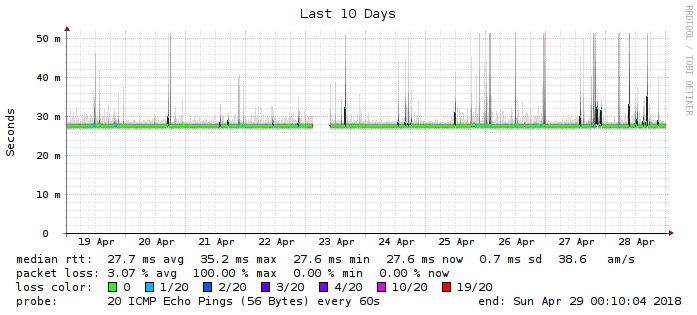 Last 10 Days
RRDTOOL / TOBI OETIKER
Seconds
50 m
40 m
30 m
20 m
10 m
0
19 Apr 20 Apr 21 Apr 22 Apr 23 Apr 24 Apr 25 Apr 26 Apr 27 Apr 28 Apr
median rtt: 27.7 ms avg 35.2 ms max 27.6 ms min 27.6 ms now 0.7 ms sd 38.6 am/s
packet loss: 3.07 % avg 100.00 % max 0.00 % min 0.00 % now
loss color: 0 1/20 2/20 3/20 4/20 10/20 19/20
probe: 20 ICMP Echo Pings (56 Bytes) every 60s end: Sun Apr 29 00:10:04 2018